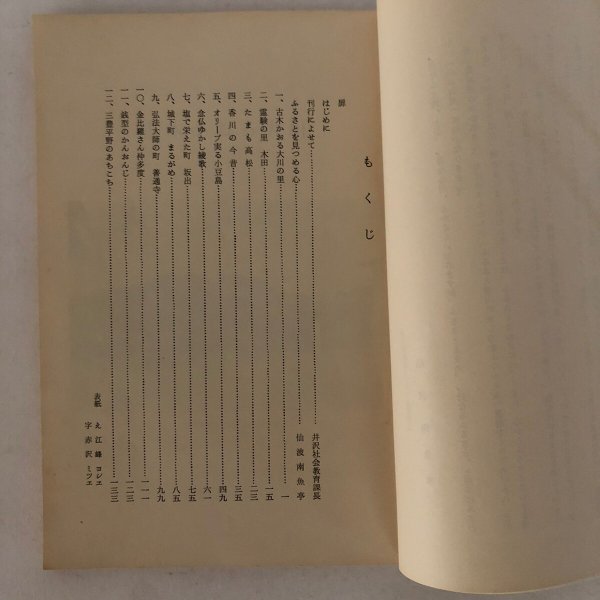 もくじ
扉
はじめに
刊行によせて……井沢社会教育課長
ふるさとを見つめる心……仙波南魚亭
一、古木かおる大川の里……一
二、霊験の里 木田……一五
三、たまも高松……二三
四、香川の今昔……三五
五、オリーブ実る小豆島……四九
六、念仏ゆかし綾歌……六一
七、塩で栄えた町 坂出……七五
八、城下町 まるがめ……八五
九、弘法大師の町 善通寺……九九
一〇、金比羅さん仲多度……一一一
一一、銭型のかんおんじ……一二三
一二、三豊平野のあちこち……一三三
表紙 え 江峰 ヨシエ
字 赤沢 ミツエ